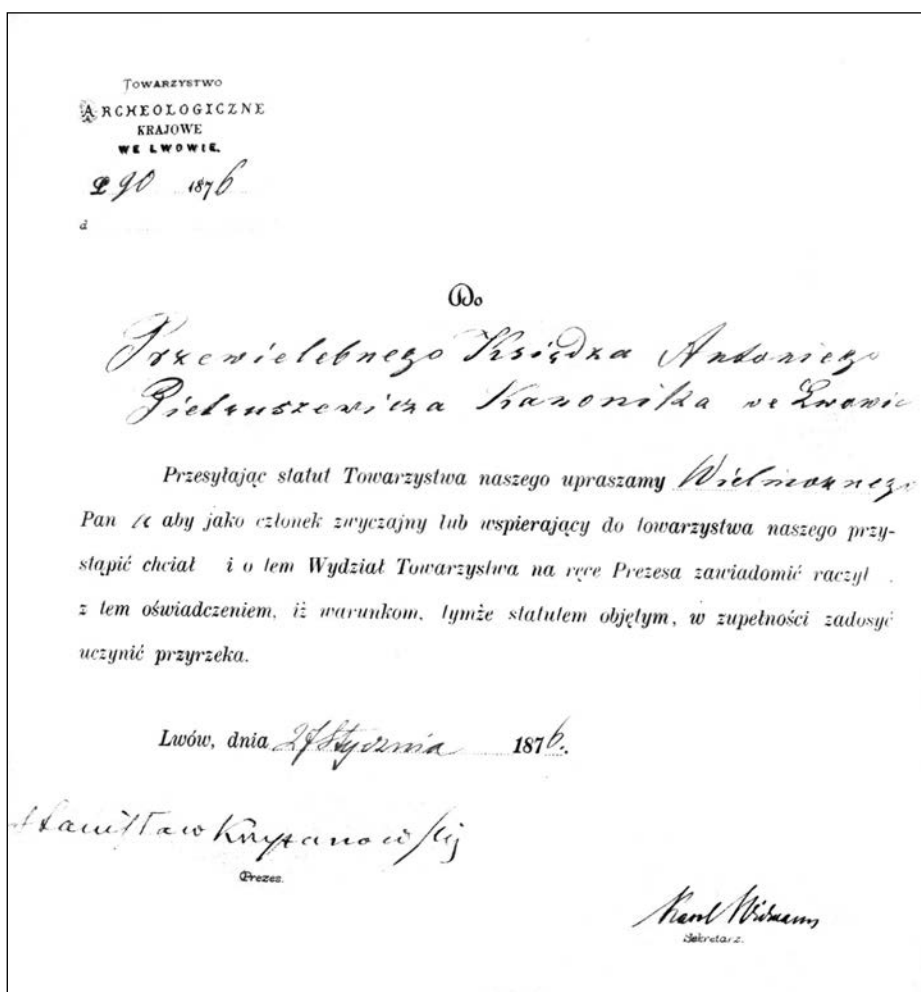 TOWARZYSTWO
ARCHEOLOGICZNE
KRAJOWE
WE LWOWIE.
L 90 1876
d
Do
Przewielebnego Księdza Antoniego
Pietruszewicza Kanonika we Lwowie
Przesyłając statut Towarzystwa naszego upraszamy Wielmożnego
Pana aby jako członek zwyczajny lub wspierający do towarzystwa naszego przy-
stąpić chciał i o tem Wydział Towarzystwa na ręce Prezesa zawiadomić raczył .
z tem oświadczeniem, iż warunkom, tymże statutem objętym, w zupełności zadosyć
uczynić przyrzeka.
Lwów, dnia 27 Stycznia 1876.
Stanisław Krzyżanowski
Prezes.
Karol Widmann
Sekretarz.